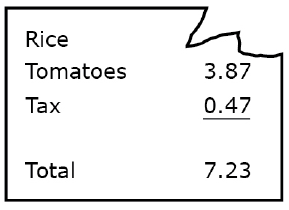 Rice
Tomatoes 3.87
Tax 0.47
Total 7.23